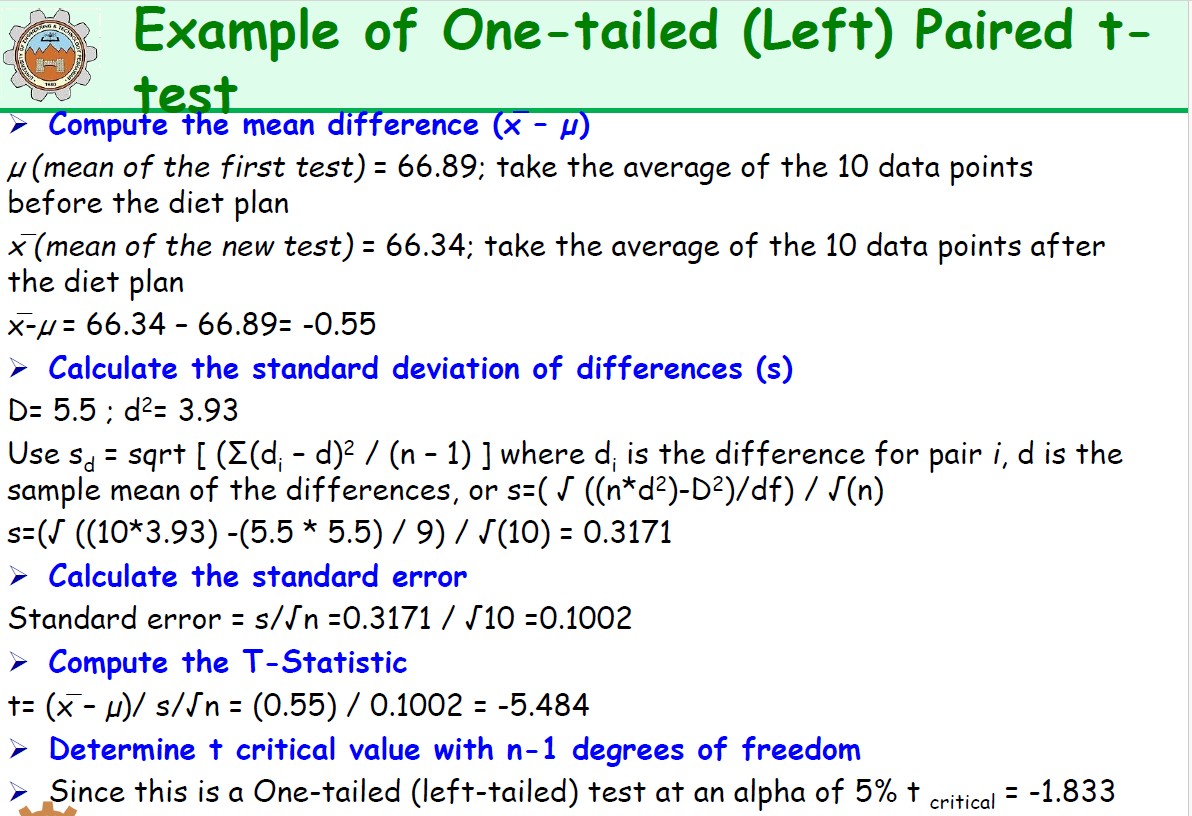 Example of One-tailed (Left) Paired t-
test
➢ Compute the mean difference (x̅ – μ)
μ (mean of the first test) = 66.89; take the average of the 10 data points
before the diet plan
x̅ (mean of the new test) = 66.34; take the average of the 10 data points after
the diet plan
x̅-μ = 66.34 – 66.89= -0.55
➢ Calculate the standard deviation of differences (s)
D= 5.5 ; d²= 3.93
Use s_d = sqrt [ (Σ(d_i – d)² / (n – 1) ] where d_i is the difference for pair i, d is the
sample mean of the differences, or s=( √ ((n*d²)-D²)/df) / √(n)
s=(√ ((10*3.93) -(5.5 * 5.5) / 9) / √(10) = 0.3171
➢ Calculate the standard error
Standard error = s/√n =0.3171 / √10 =0.1002
➢ Compute the T-Statistic
t= (x̅ – μ)/ s/√n = (0.55) / 0.1002 = -5.484
➢ Determine t critical value with n-1 degrees of freedom
➢ Since this is a One-tailed (left-tailed) test at an alpha of 5% t critical = -1.833